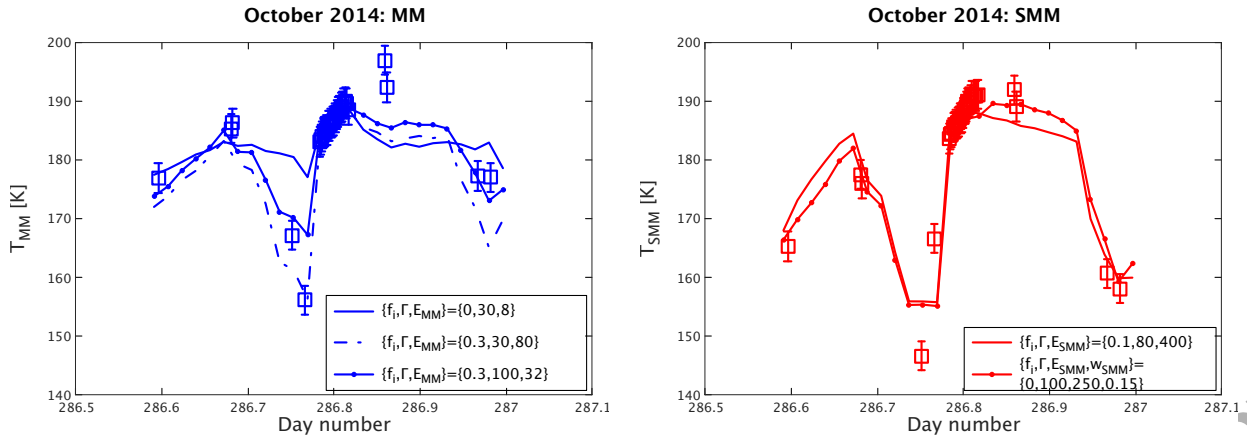 October 2014: MM
200
190
180
170
160
150
140
T_MM [K]
286.5 286.6 286.7 286.8 286.9 287 287.1
Day number
{f_i,Γ,E_MM}={0,30,8}
{f_i,Γ,E_MM}={0.3,30,80}
{f_i,Γ,E_MM}={0.3,100,32}
October 2014: SMM
200
190
180
170
160
150
140
T_SMM [K]
286.5 286.6 286.7 286.8 286.9 287 287.1
Day number
{f_i,Γ,E_SMM}={0.1,80,400}
{f_i,Γ,E_SMM,w_SMM}=
{0,100,250,0.15}